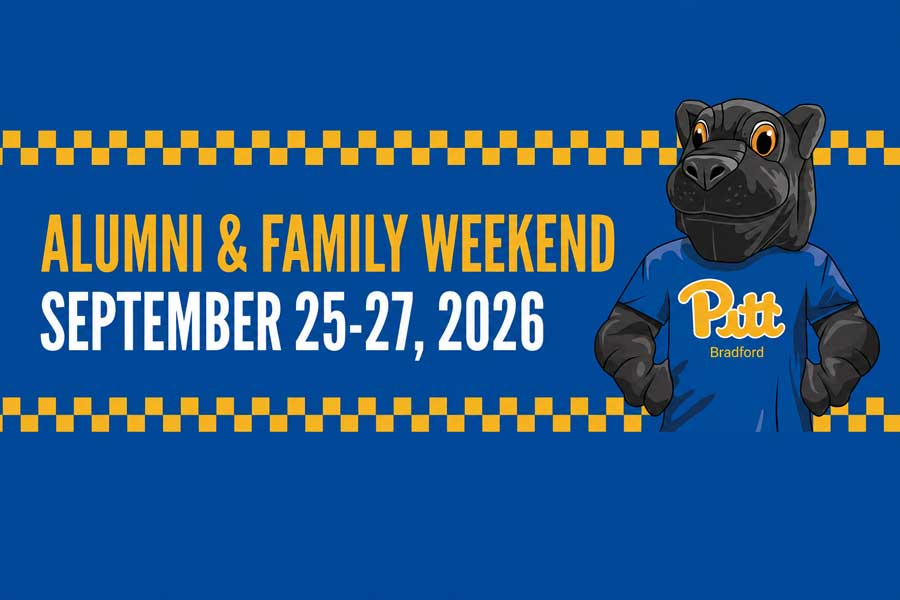 ALUMNI & FAMILY WEEKEND
SEPTEMBER 25-27, 2026
Pitt
Bradford